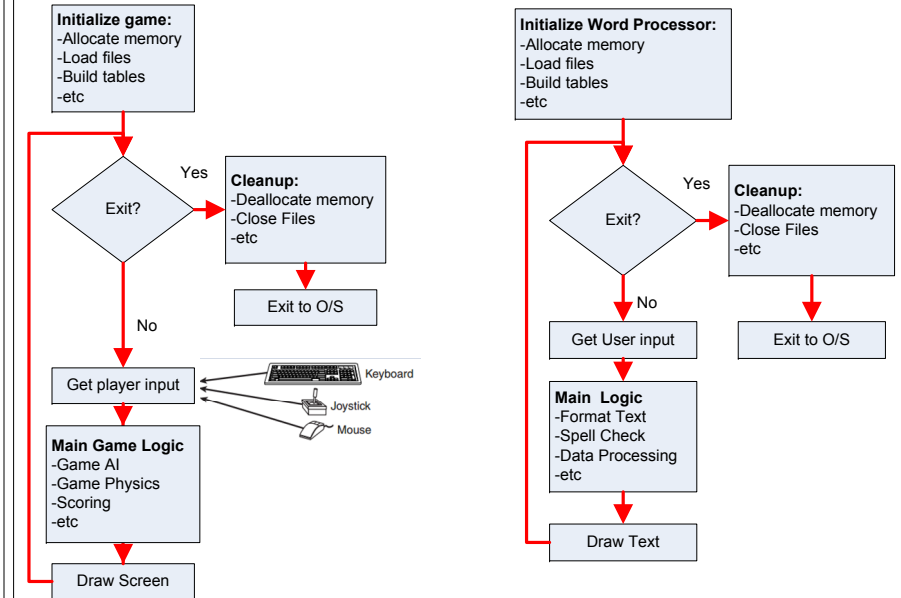 Initialize game:
-Allocate memory
-Load files
-Build tables
-etc
Exit?
Yes
Cleanup:
-Deallocate memory
-Close Files
-etc
Exit to O/S
No
Get player input
Keyboard
Joystick
Mouse
Main Game Logic
-Game AI
-Game Physics
-Scoring
-etc
Draw Screen
Initialize Word Processor:
-Allocate memory
-Load files
-Build tables
-etc
Exit?
Yes
Cleanup:
-Deallocate memory
-Close Files
-etc
Exit to O/S
No
Get User input
Main Logic
-Format Text
-Spell Check
-Data Processing
-etc
Draw Text